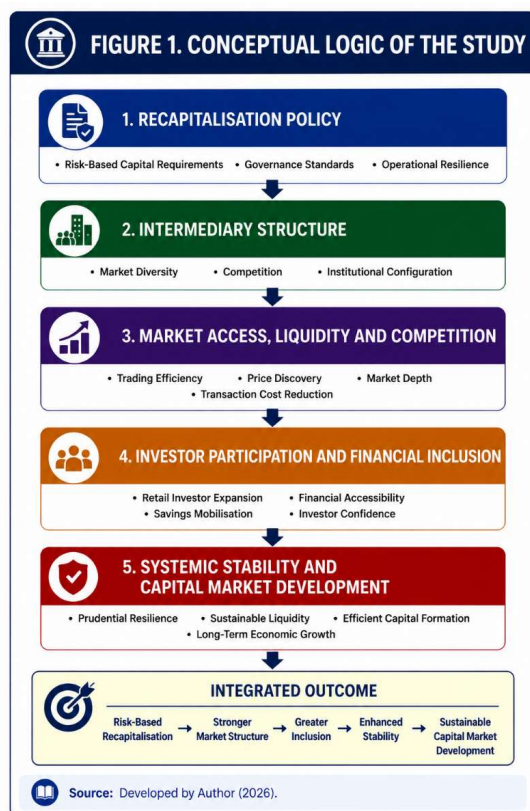 FIGURE 1. CONCEPTUAL LOGIC OF THE STUDY
1. RECAPITALISATION POLICY
• Risk-Based Capital Requirements • Governance Standards • Operational Resilience
2. INTERMEDIARY STRUCTURE
• Market Diversity • Competition • Institutional Configuration
3. MARKET ACCESS, LIQUIDITY AND COMPETITION
• Trading Efficiency • Price Discovery • Market Depth
• Transaction Cost Reduction
4. INVESTOR PARTICIPATION AND FINANCIAL INCLUSION
• Retail Investor Expansion • Financial Accessibility
• Savings Mobilisation • Investor Confidence
5. SYSTEMIC STABILITY AND
CAPITAL MARKET DEVELOPMENT
• Prudential Resilience • Sustainable Liquidity • Efficient Capital Formation
• Long-Term Economic Growth
INTEGRATED OUTCOME
Risk-Based
Recapitalisation
→
Stronger
Market Structure
→
Greater
Inclusion
→
Enhanced
Stability
→
Sustainable
Capital Market
Development
Source: Developed by Author (2026).